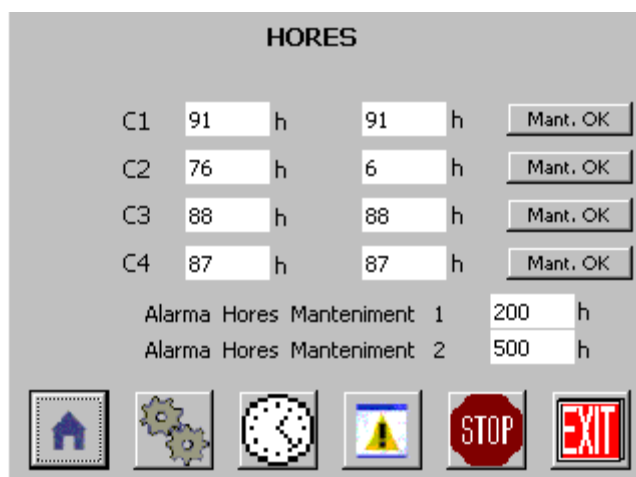 HORES
C1 91 h 91 h Mant. OK
C2 76 h 6 h Mant. OK
C3 88 h 88 h Mant. OK
C4 87 h 87 h Mant. OK
Alarma Hores Manteniment 1 200 h
Alarma Hores Manteniment 2 500 h
STOP EXIT